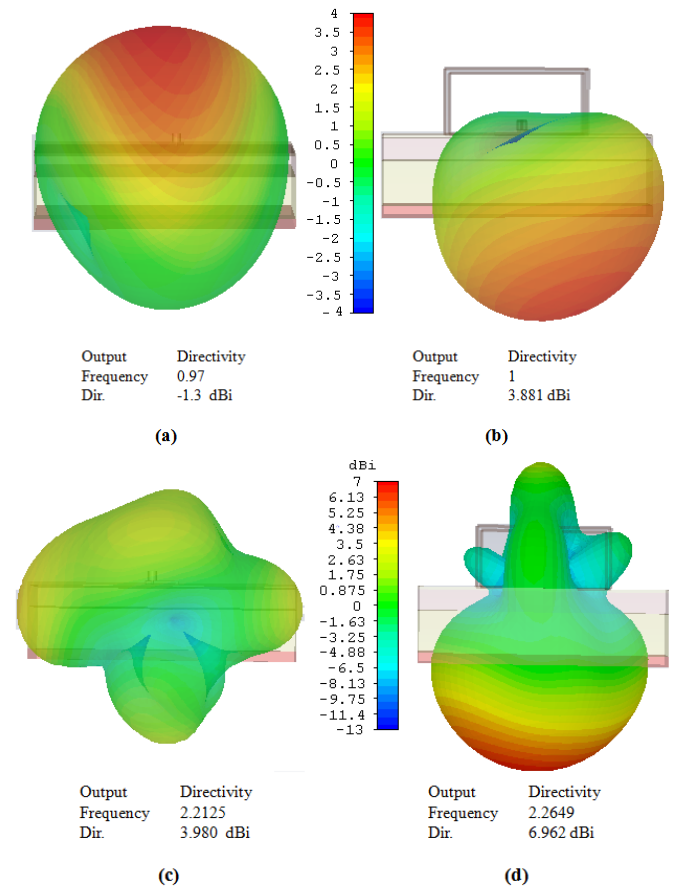 4
3
2.5
2
1
0.5
0
-0.5
-1
-1.5
-2
-2.5
-3
-3.5
- 4
Output Directivity
Frequency 0.97
Dir. -1.3 dBi
(a)
Output Directivity
Frequency 1
Dir. 3.881 dBi
(b)
dBi
7
6.13
5.25
4.38
3.5
2.63
1.75
0.875
0
-1.63
-3.25
-4.88
-6.5
-8.13
-9.75
-11.4
-13
Output Directivity
Frequency 2.2125
Dir. 3.980 dBi
(c)
Output Directivity
Frequency 2.2649
Dir. 6.962 dBi
(d)